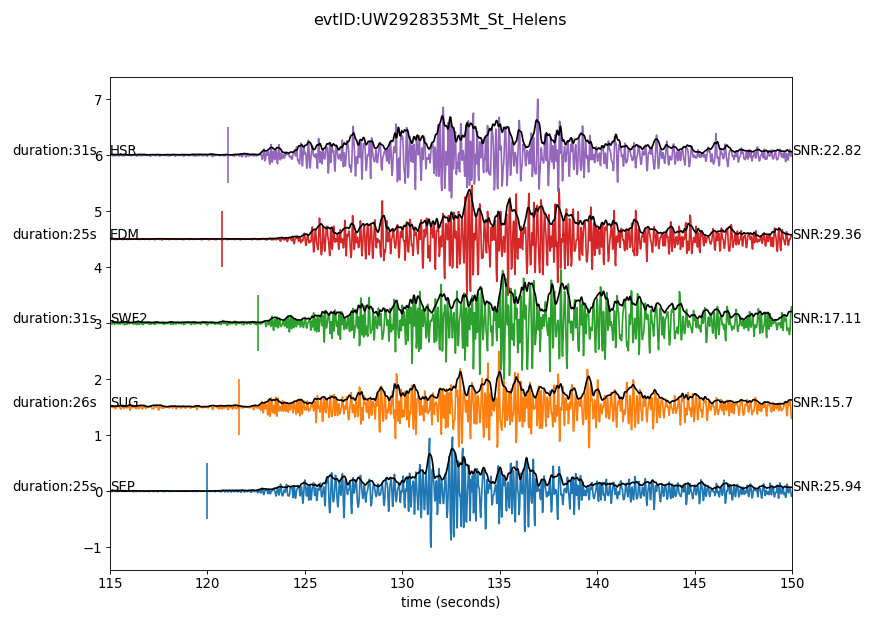 evtID:UW2928353Mt_St_Helens
7
duration:31s HSR SNR:22.82
6
5
duration:25s EDM SNR:29.36
4
duration:31s SWF2 SNR:17.11
3
2
duration:26s SUG SNR:15.7
1
duration:25s SEP SNR:25.94
0
−1
115 120 125 130 135 140 145 150
time (seconds)